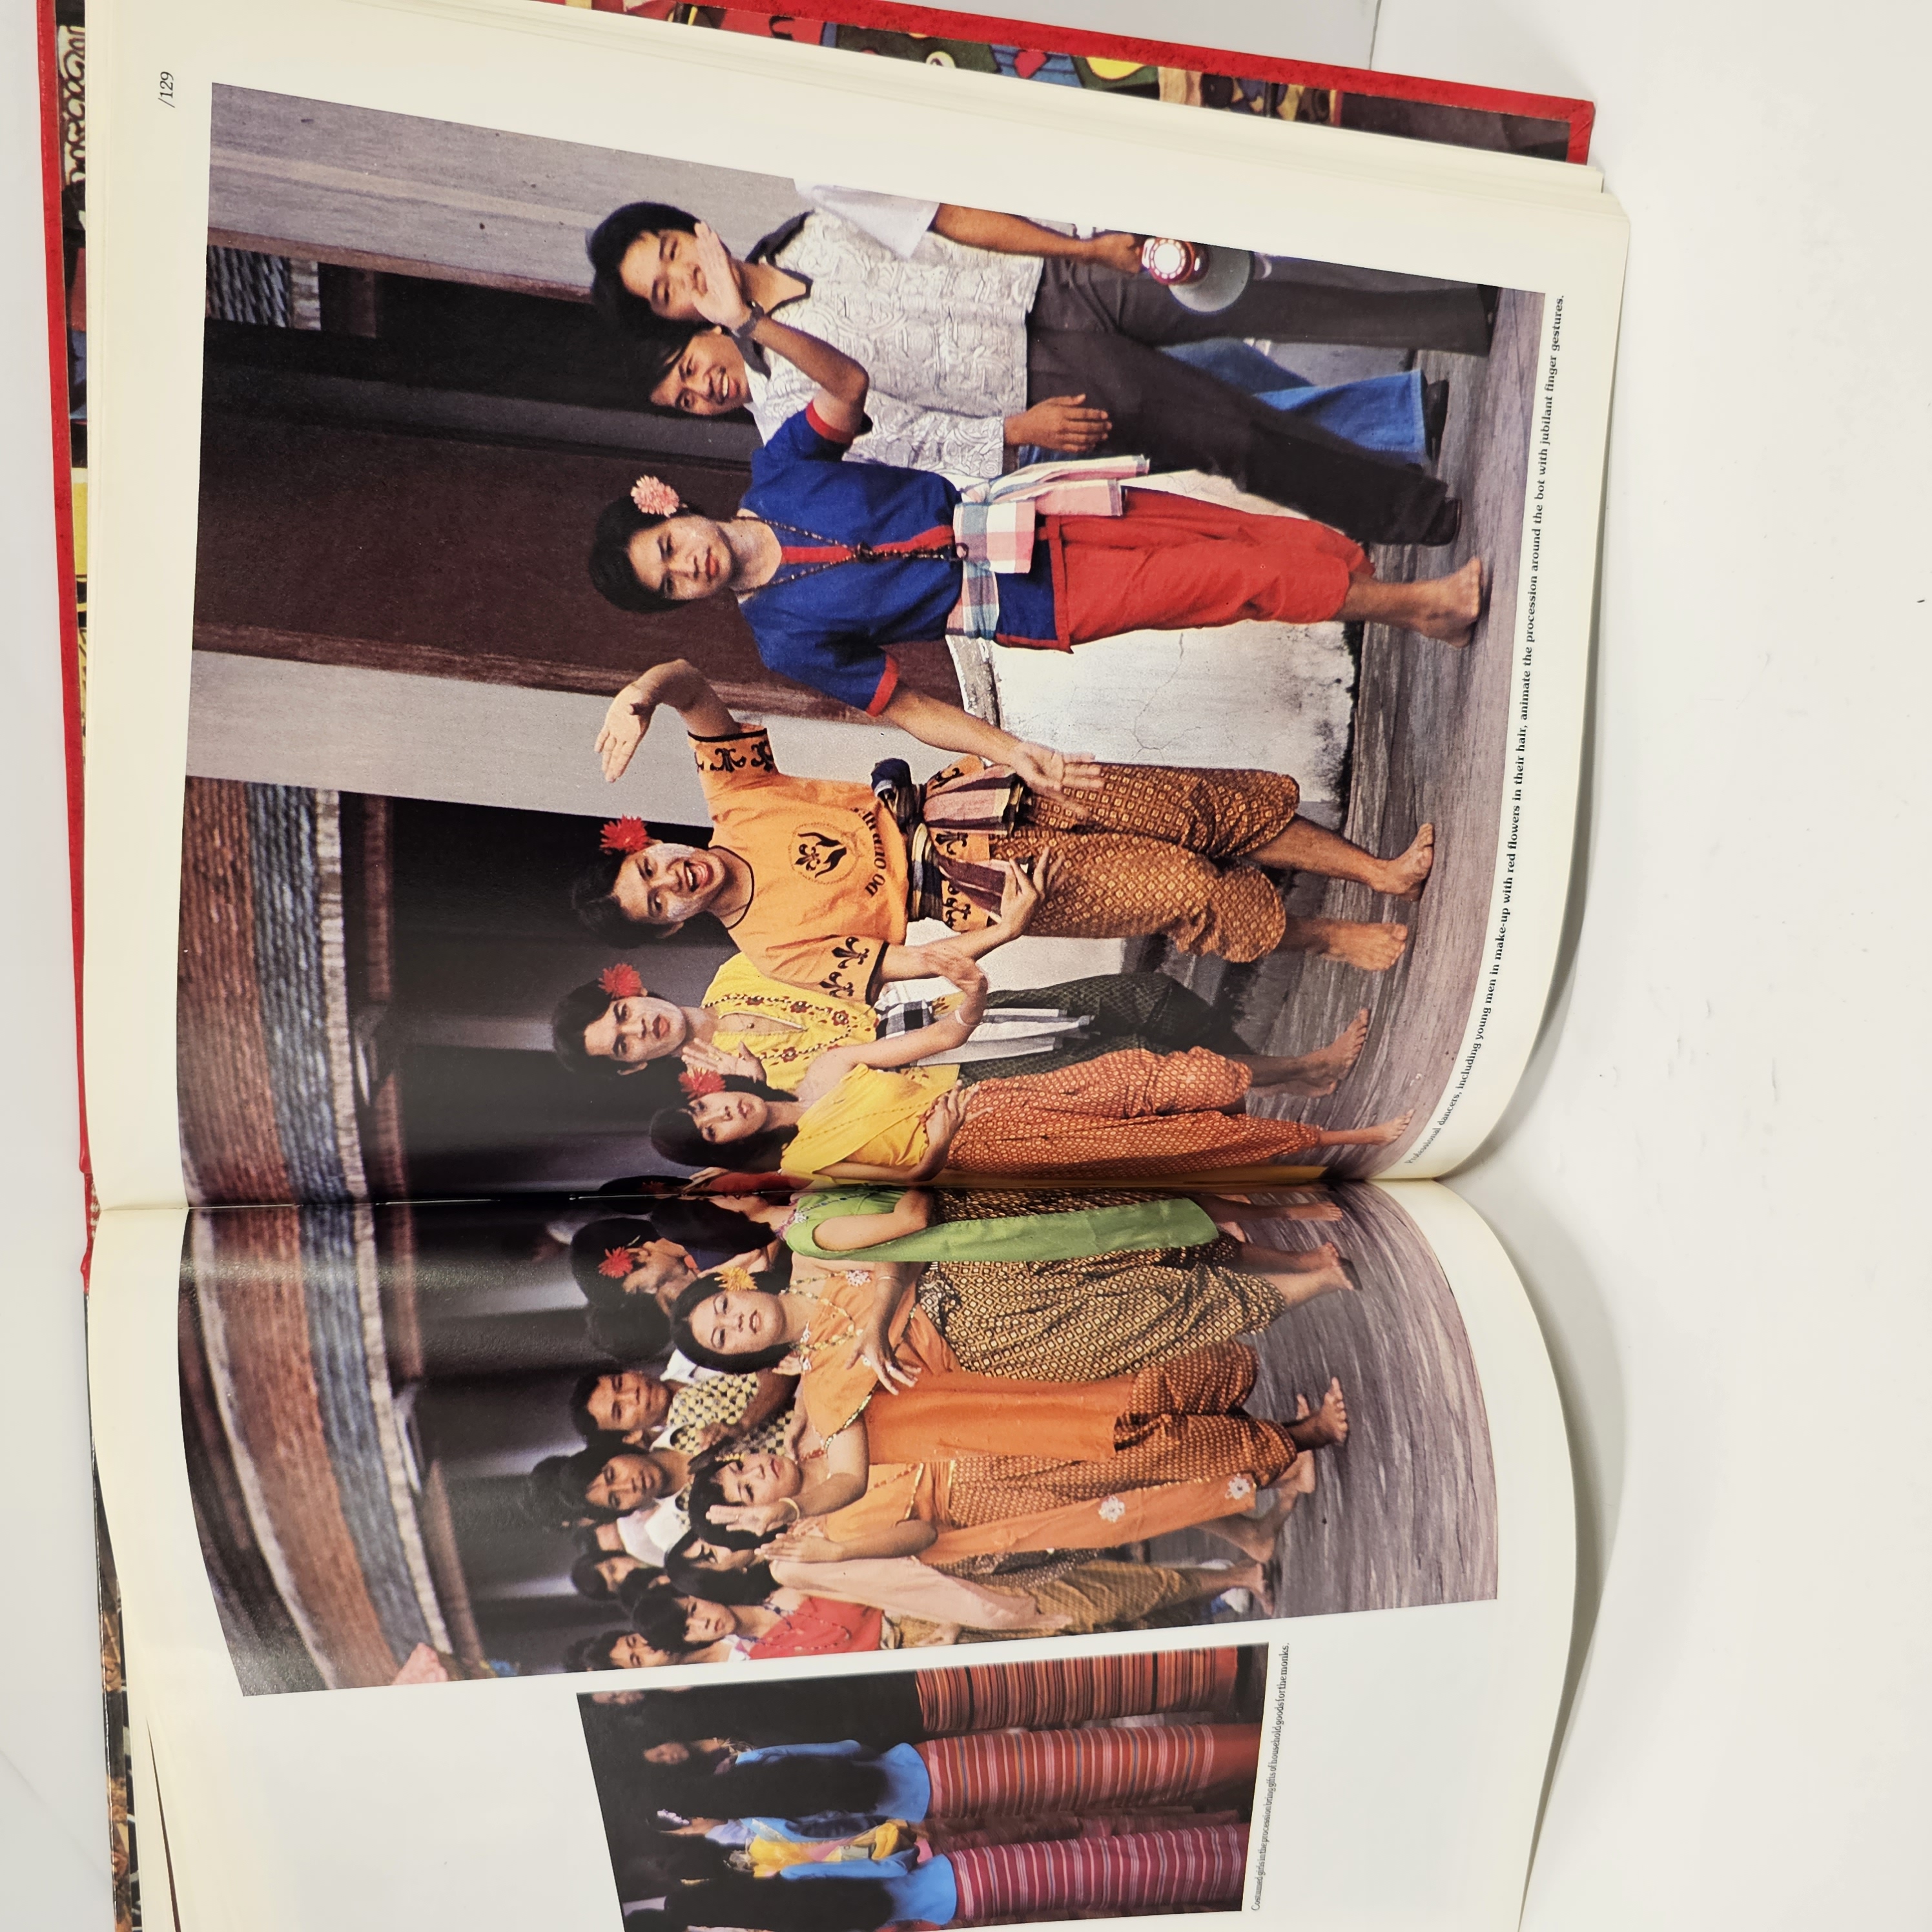 /129
DO OUR
Costumed girls in the procession bring gifts of household goods for the monks.
Professional dancers, including young men in make-up with red flowers in their hair, animate the procession around the bot with jubilant finger gestures.